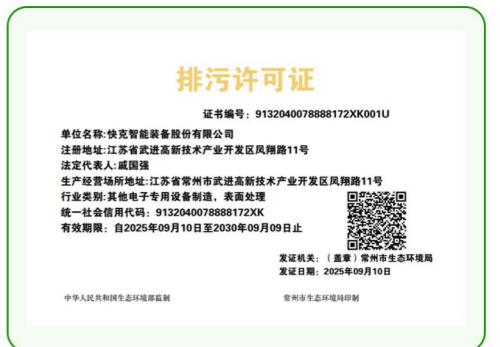 排污许可证
证书编号：9132040078888172XK001U
单位名称:快克智能装备股份有限公司
注册地址:江苏省武进高新技术产业开发区凤翔路11号
法定代表人:戚国强
生产经营场所地址:江苏省常州市武进高新技术产业开发区凤翔路11号
行业类别:其他电子专用设备制造，表面处理
统一社会信用代码：9132040078888172XK
有效期限：自2025年09月10日至2030年09月09日止
发证机关：（盖章）常州市生态环境局
发证日期：2025年09月10日
中华人民共和国生态环境部监制
常州市生态环境局印制